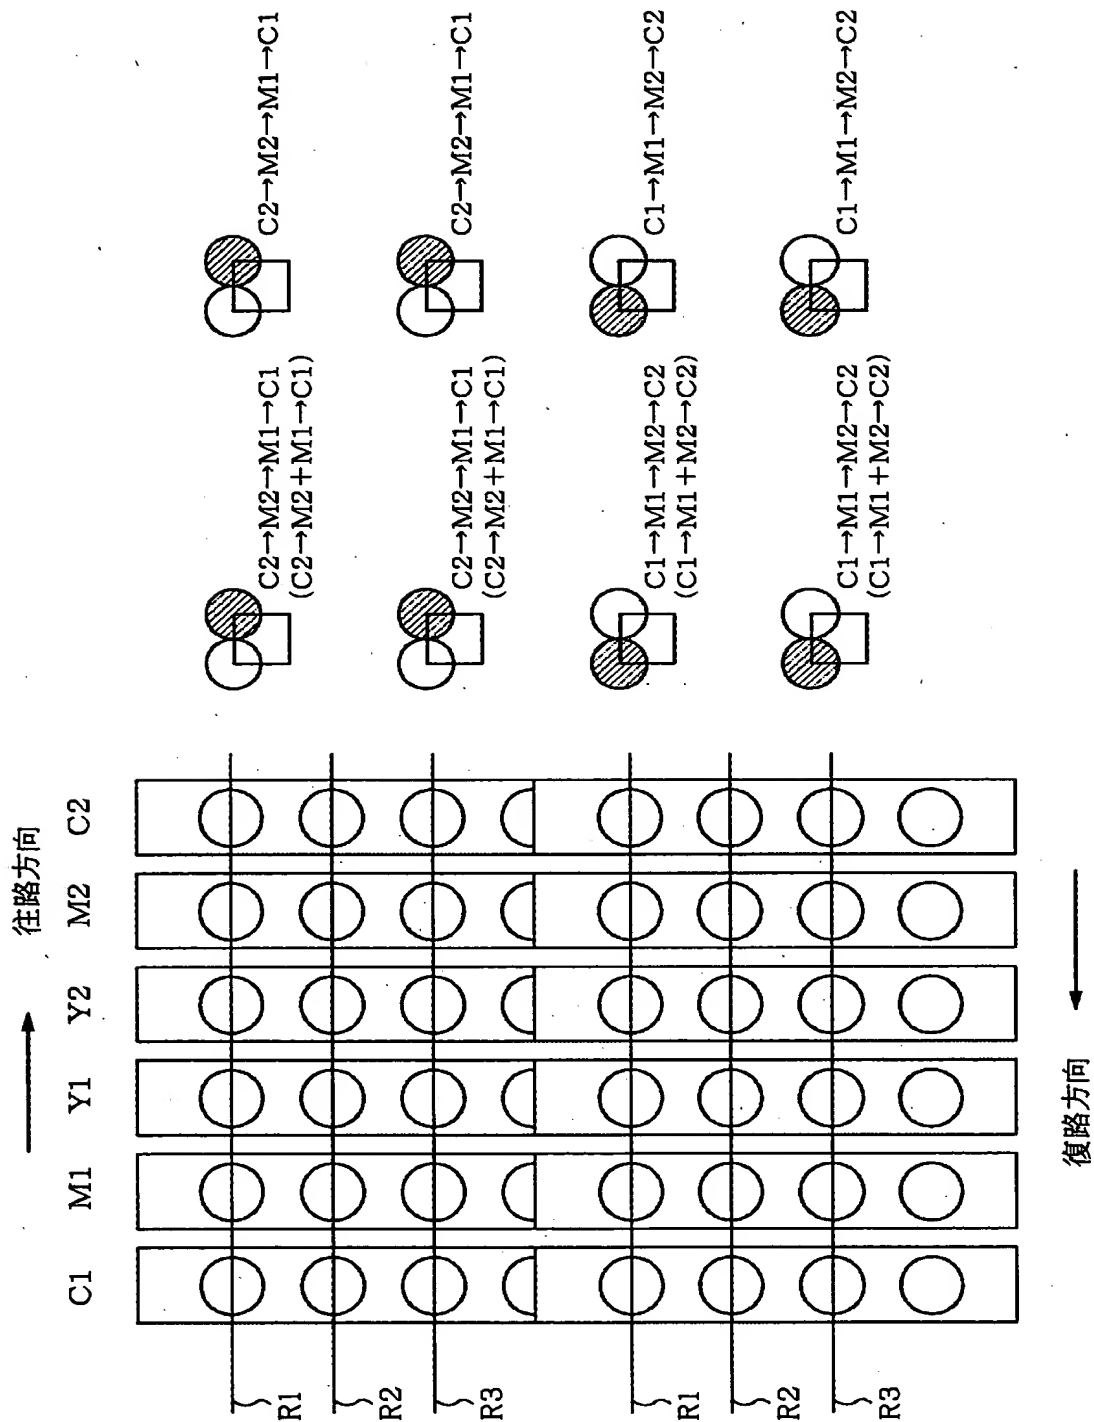 往路方向
C1 M1 Y1 Y2 M2 C2
R1
R2
R3
R1
R2
R3
復路方向
C2→M2→M1→C1
(C2→M2+M1→C1)
C2→M2→M1→C1
C2→M2→M1→C1
(C2→M2+M1→C1)
C2→M2→M1→C1
C1→M1→M2→C2
(C1→M1+M2→C2)
C1→M1→M2→C2
C1→M1→M2→C2
(C1→M1+M2→C2)
C1→M1→M2→C2